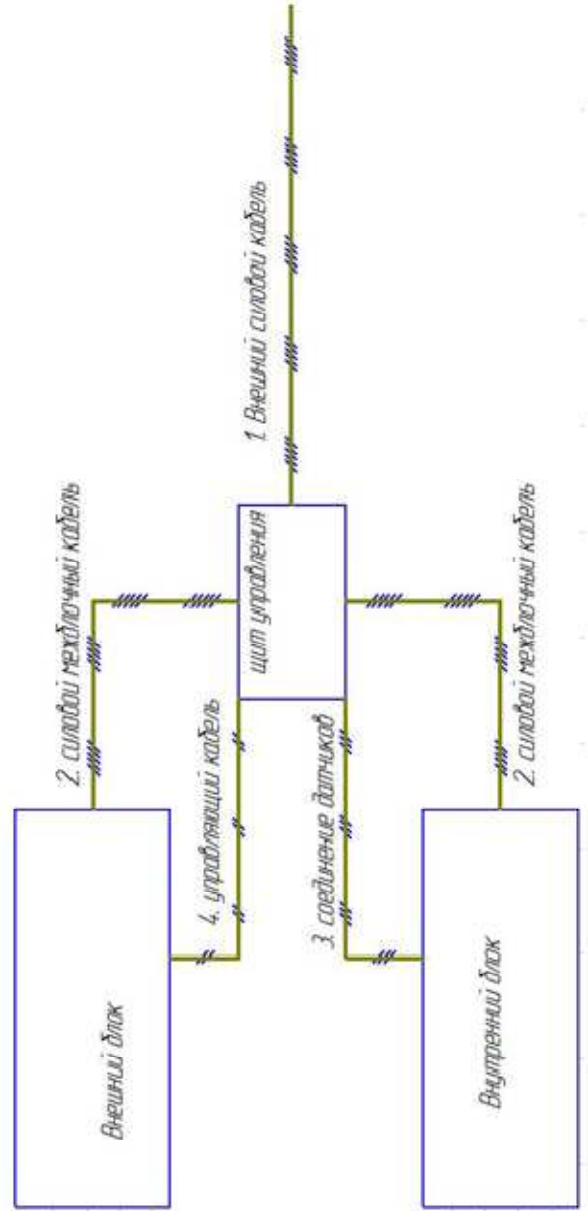 Внешний блок
2. силовой межблочный кабель
4. управляющий кабель
щит управления
1. Внешний силовой кабель
3. соединение датчиков
Внутренний блок
2. силовой межблочный кабель